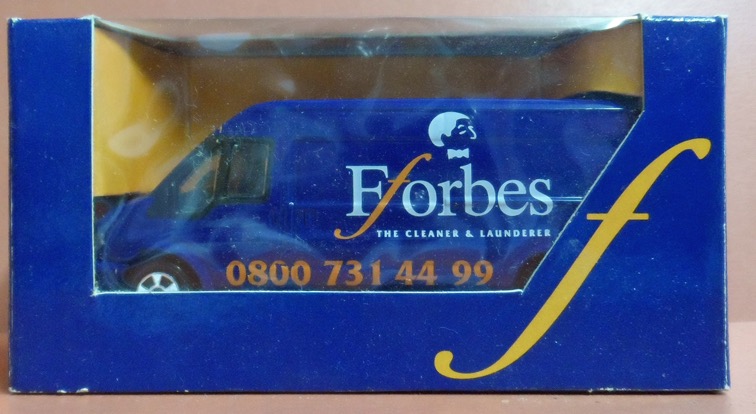 Fforbes
THE CLEANER & LAUNDERER
0800 731 44 99
f